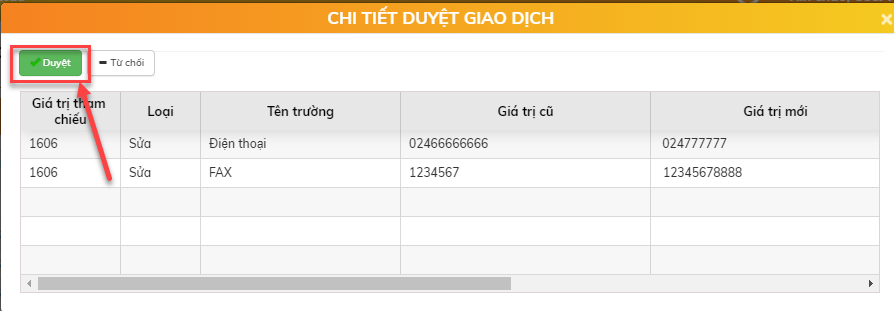 CHI TIẾT DUYỆT GIAO DỊCH
Duyệt Từ chối
Giá trị tham chiếu Loại Tên trường Giá trị cũ Giá trị mới
1606 Sửa Điện thoại 02466666666 024777777
1606 Sửa FAX 1234567 12345678888